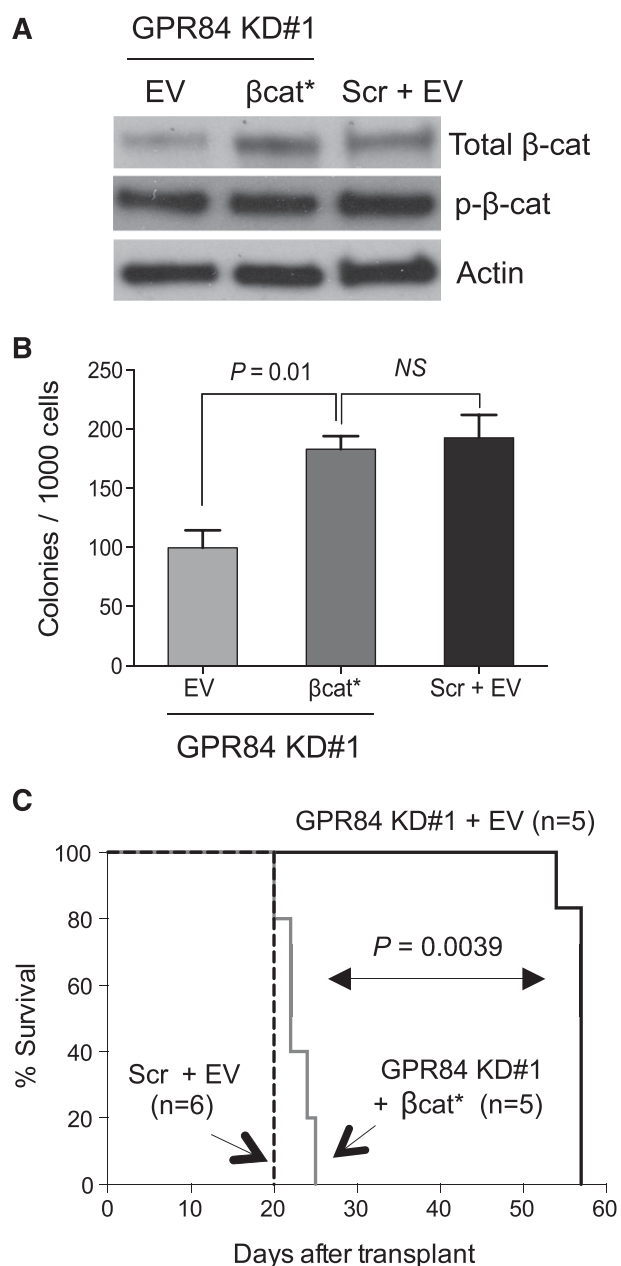 A
GPR84 KD#1
EV βcat* Scr + EV
Total β-cat
p-β-cat
Actin
B
Colonies / 1000 cells
250
200
150
100
50
0
P = 0.01
NS
EV βcat* Scr + EV
GPR84 KD#1
C
GPR84 KD#1 + EV (n=5)
% Survival
100
80
60
40
20
0
P = 0.0039
Scr + EV
(n=6)
GPR84 KD#1
+ βcat* (n=5)
0 10 20 30 40 50 60
Days after transplant